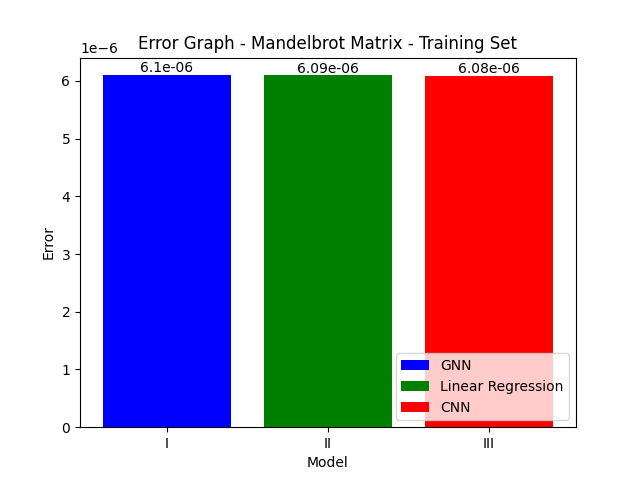 Error Graph - Mandelbrot Matrix - Training Set
1e−6
6.1e-06
6.09e-06
6.08e-06
6
5
4
3
2
1
0
Error
GNN
Linear Regression
CNN
I
II
III
Model